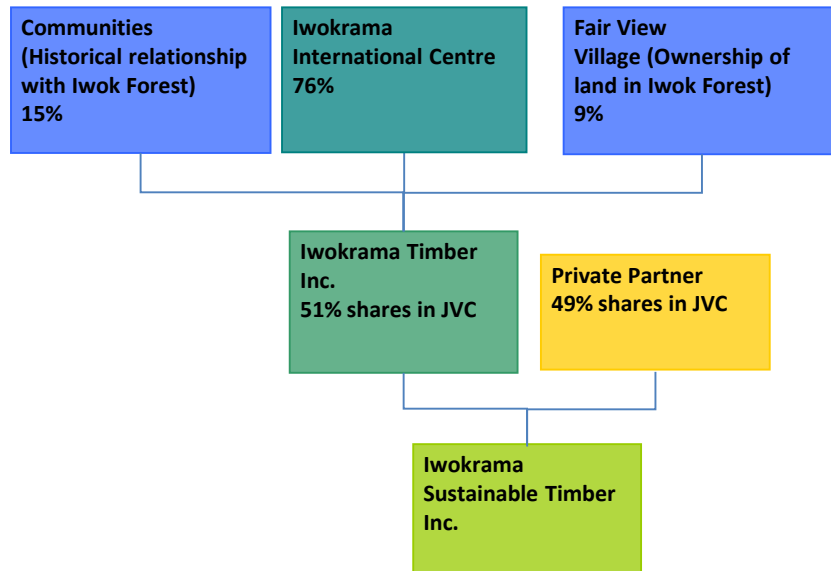 Communities
(Historical relationship
with Iwok Forest)
15%
Iwokrama
International Centre
76%
Fair View
Village (Ownership of
land in Iwok Forest)
9%
Iwokrama Timber
Inc.
51% shares in JVC
Private Partner
49% shares in JVC
Iwokrama
Sustainable Timber
Inc.